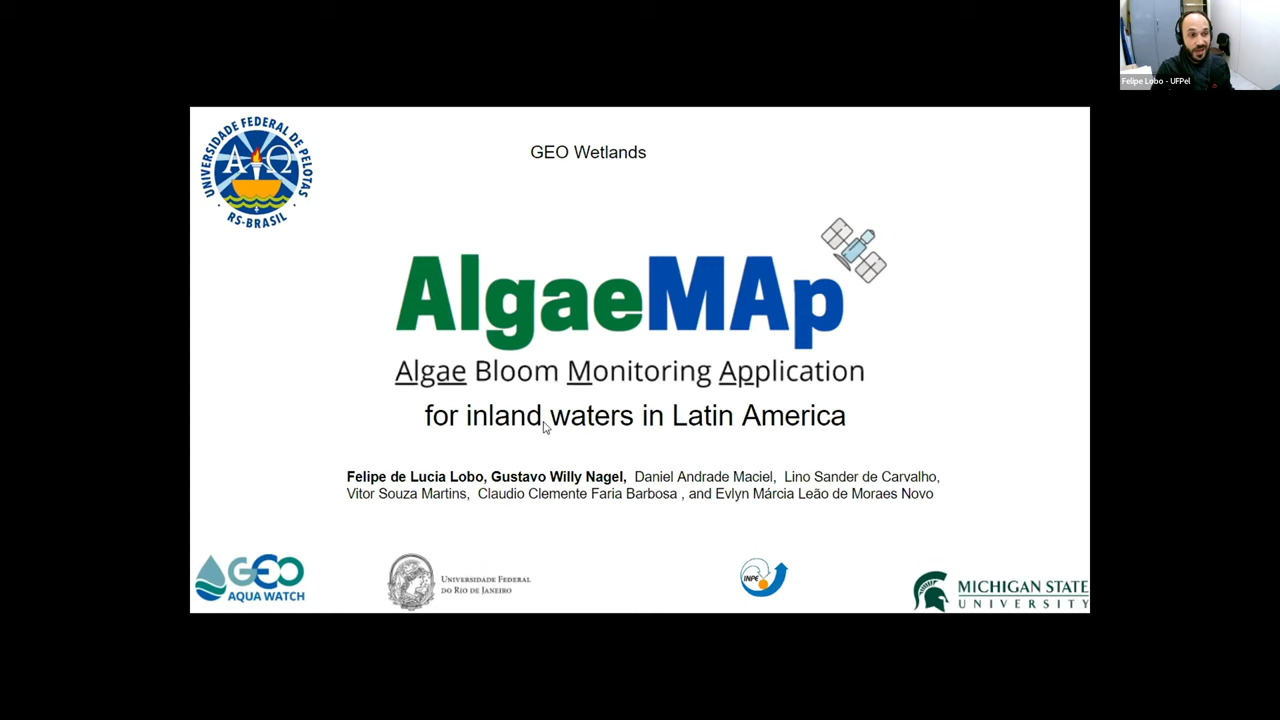 Felipe Lobo - UFPel
UNIVERSIDADE FEDERAL DE PELOTAS
RS-BRASIL
GEO Wetlands
AlgaeMAp
Algae Bloom Monitoring Application
for inland waters in Latin America
Felipe de Lucia Lobo, Gustavo Willy Nagel, Daniel Andrade Maciel, Lino Sander de Carvalho,
Vitor Souza Martins, Claudio Clemente Faria Barbosa , and Evlyn Márcia Leão de Moraes Novo
GEO
AQUA WATCH
UNIVERSIDADE FEDERAL
DO RIO DE JANEIRO
INPE
MICHIGAN STATE
UNIVERSITY